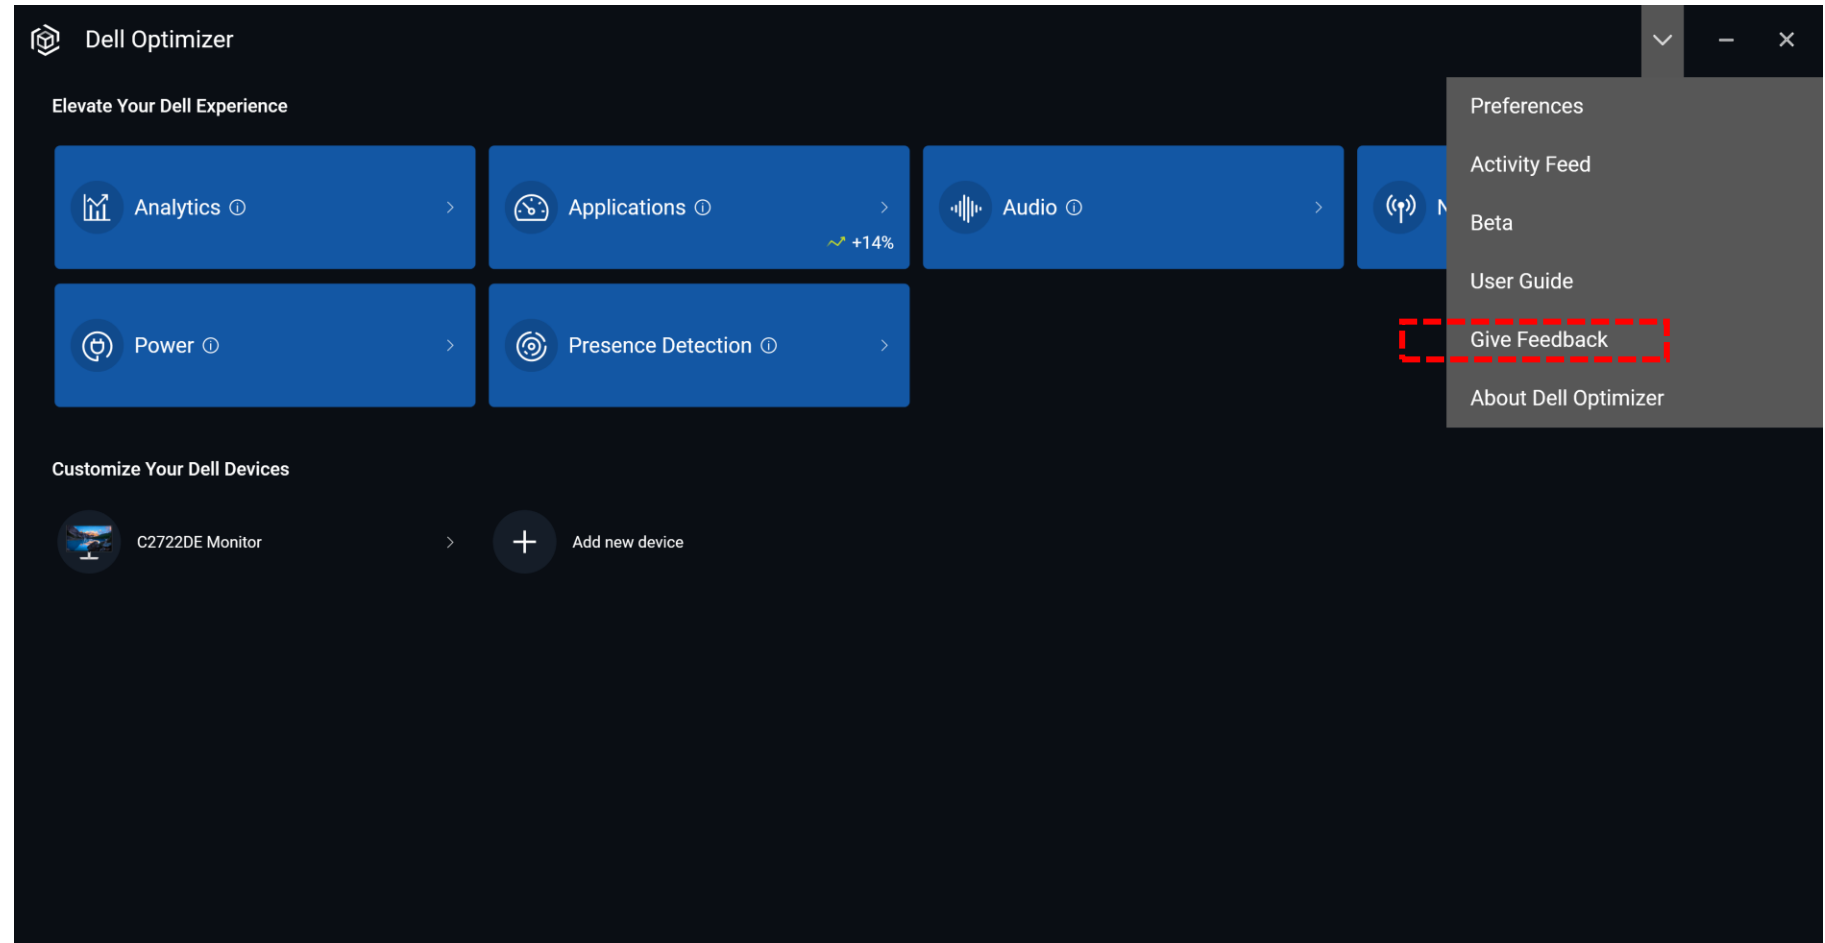 Dell Optimizer
Elevate Your Dell Experience
Analytics
Applications
+14%
Audio
Power
Presence Detection
Preferences
Activity Feed
Beta
User Guide
Give Feedback
About Dell Optimizer
Customize Your Dell Devices
C2722DE Monitor
Add new device